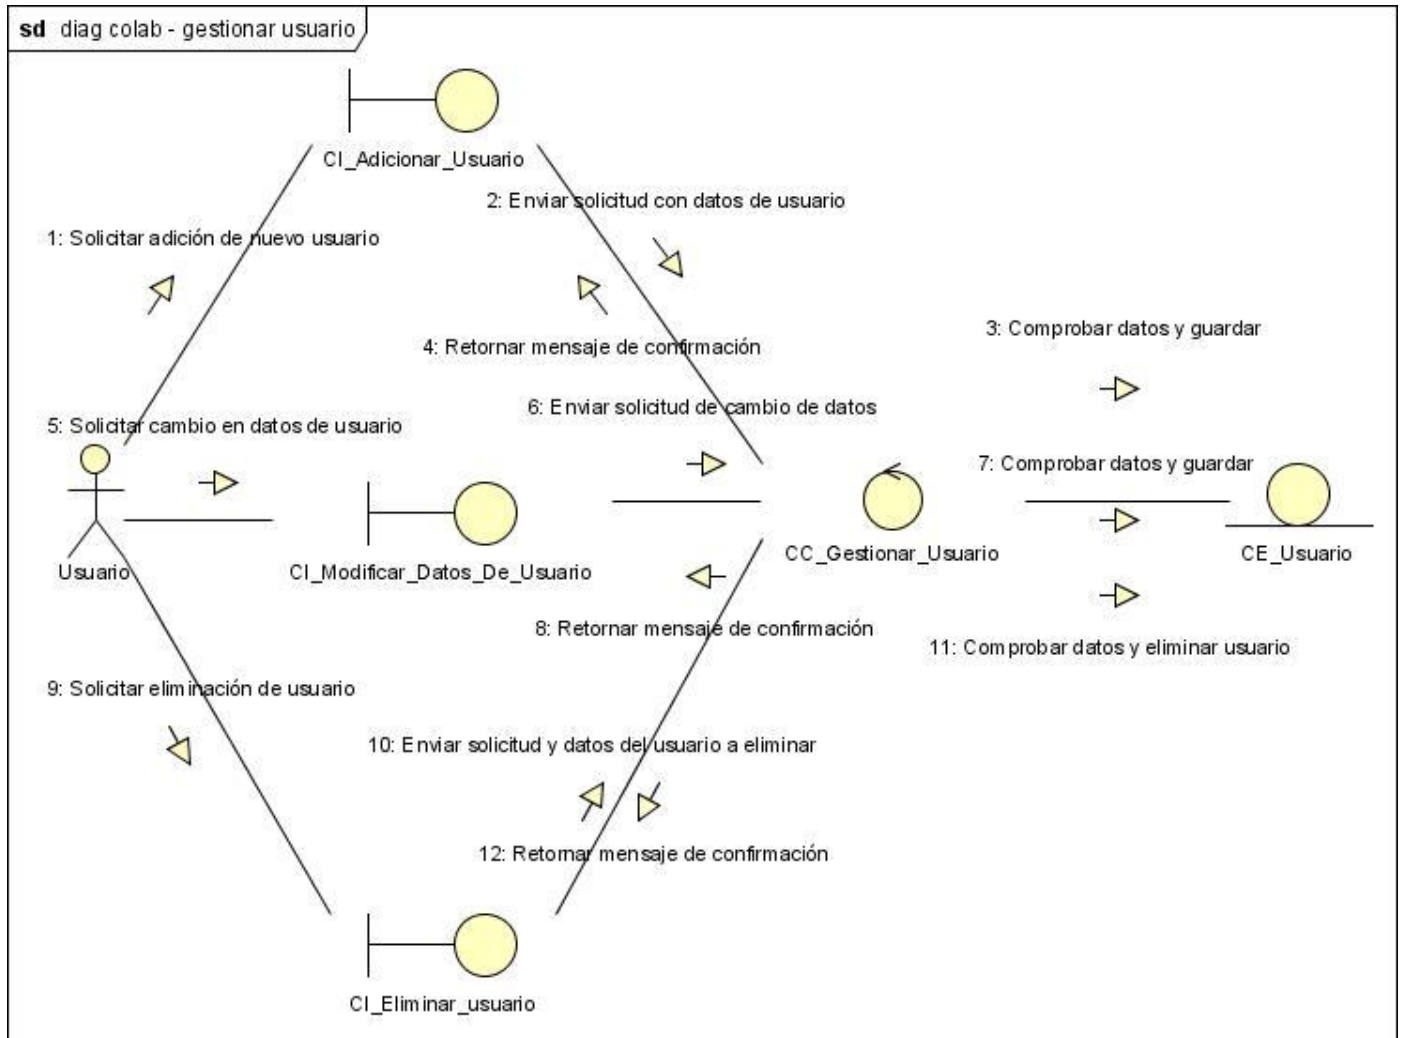 sd diag colab - gestionar usuario
CI_Adicionar_Usuario
2: Enviar solicitud con datos de usuario
1: Solicitar adición de nuevo usuario
3: Comprobar datos y guardar
4: Retornar mensaje de confirmación
6: Enviar solicitud de cambio de datos
5: Solicitar cambio en datos de usuario
7: Comprobar datos y guardar
CC_Gestionar_Usuario
CE_Usuario
Usuario
CI_Modificar_Datos_De_Usuario
8: Retornar mensaje de confirmación
11: Comprobar datos y eliminar usuario
9: Solicitar eliminación de usuario
10: Enviar solicitud y datos del usuario a eliminar
12: Retornar mensaje de confirmación
CI_Eliminar_usuario